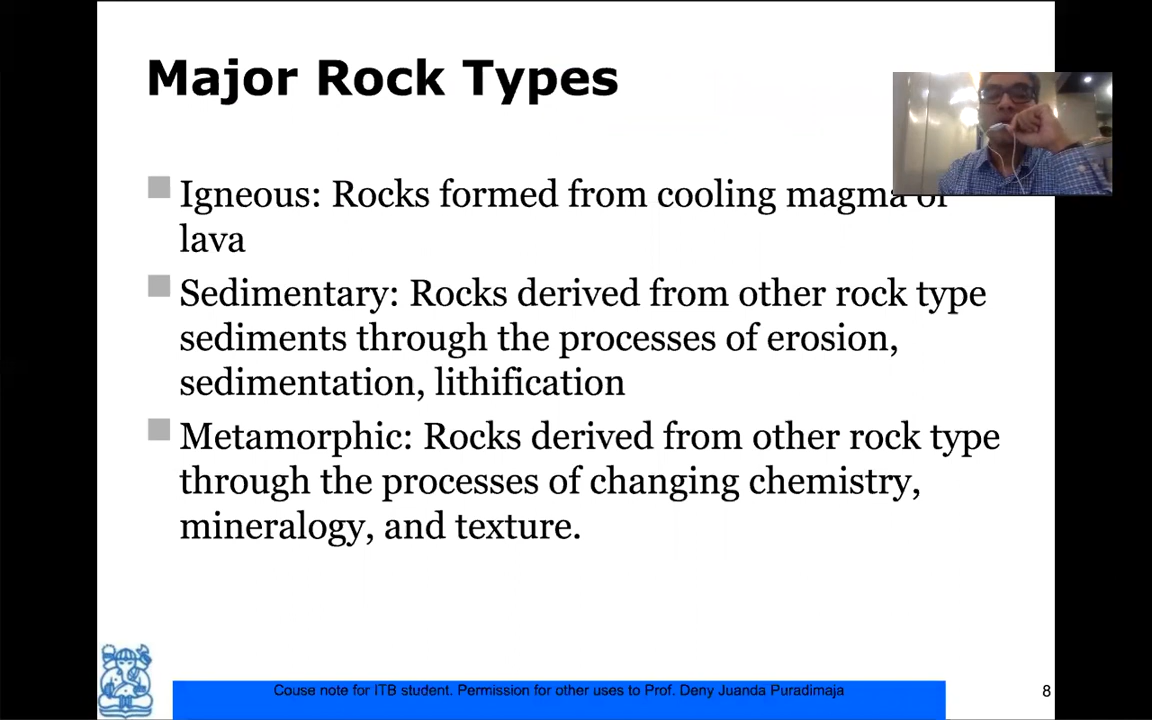 Major Rock Types
Igneous: Rocks formed from cooling magma or
lava
Sedimentary: Rocks derived from other rock type
sediments through the processes of erosion,
sedimentation, lithification
Metamorphic: Rocks derived from other rock type
through the processes of changing chemistry,
mineralogy, and texture.
Couse note for ITB student. Permission for other uses to Prof. Deny Juanda Puradimaja
8